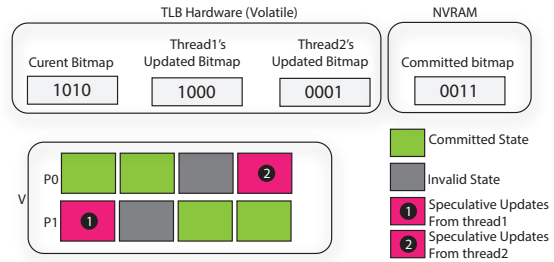 TLB Hardware (Volatile)
NVRAM
Curent Bitmap
Thread1's
Updated Bitmap
Thread2's
Updated Bitmap
Committed bitmap
1010
1000
0001
0011
V
P0
2
P1
1
Committed State
Invalid State
1 Speculative Updates
From thread1
2 Speculative Updates
From thread2